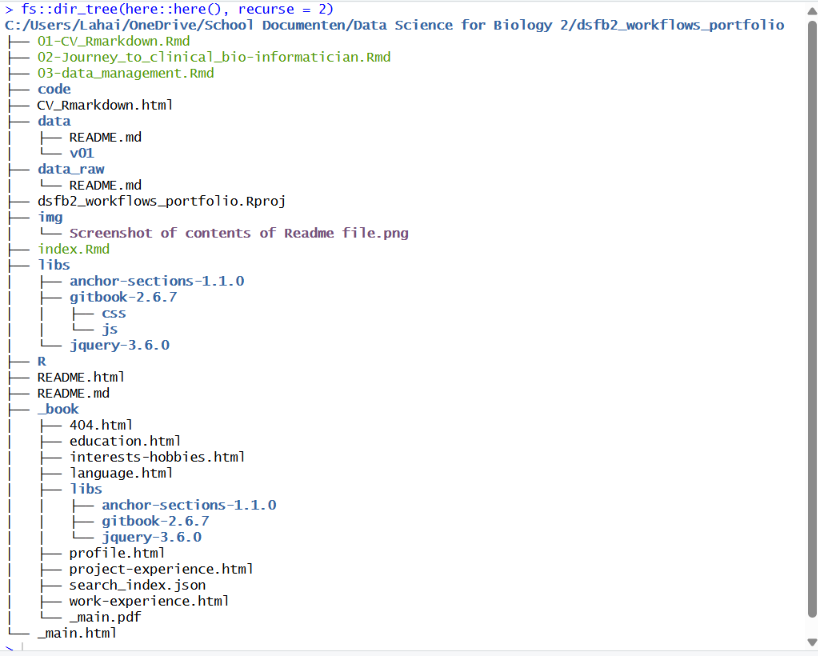 > fs::dir_tree(here::here(), recurse = 2)
C:/Users/Lahai/OneDrive/School Documenten/Data Science for Biology 2/dsfb2_workflows_portfolio
├── 01-CV_Rmarkdown.Rmd
├── 02-Journey_to_clinical_bio-informatician.Rmd
├── 03-data_management.Rmd
├── code
├── CV_Rmarkdown.html
├── data
│   ├── README.md
│   └── v01
├── data_raw
│   └── README.md
├── dsfb2_workflows_portfolio.Rproj
├── img
│   └── Screenshot of contents of Readme file.png
├── index.Rmd
├── libs
│   ├── anchor-sections-1.1.0
│   ├── gitbook-2.6.7
│   │   ├── css
│   │   └── js
│   └── jquery-3.6.0
├── R
├── README.html
├── README.md
├── _book
│   ├── 404.html
│   ├── education.html
│   ├── interests-hobbies.html
│   ├── language.html
│   ├── libs
│   │   ├── anchor-sections-1.1.0
│   │   ├── gitbook-2.6.7
│   │   └── jquery-3.6.0
│   ├── profile.html
│   ├── project-experience.html
│   ├── search_index.json
│   ├── work-experience.html
│   └── _main.pdf
└── _main.html
>